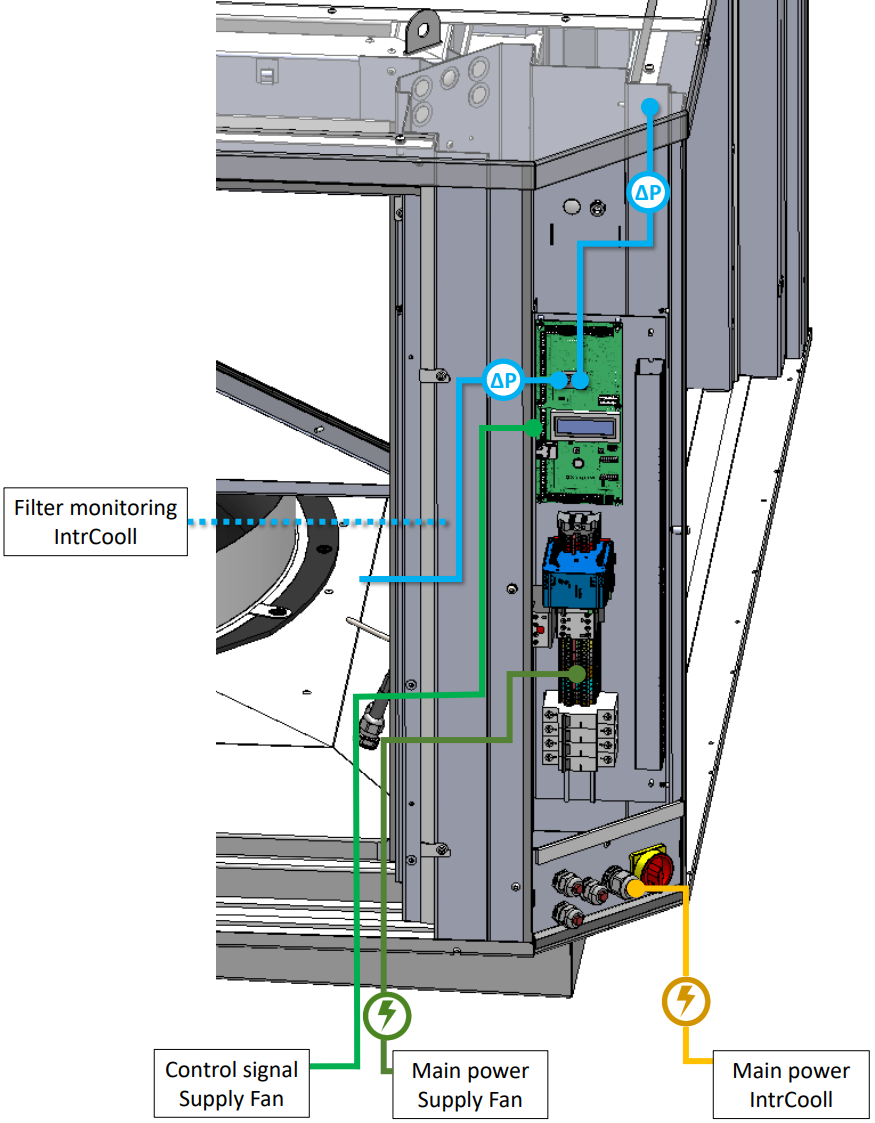 ΔP
ΔP
Filter monitoring
IntrCooll
Control signal
Supply Fan
Main power
Supply Fan
Main power
IntrCooll